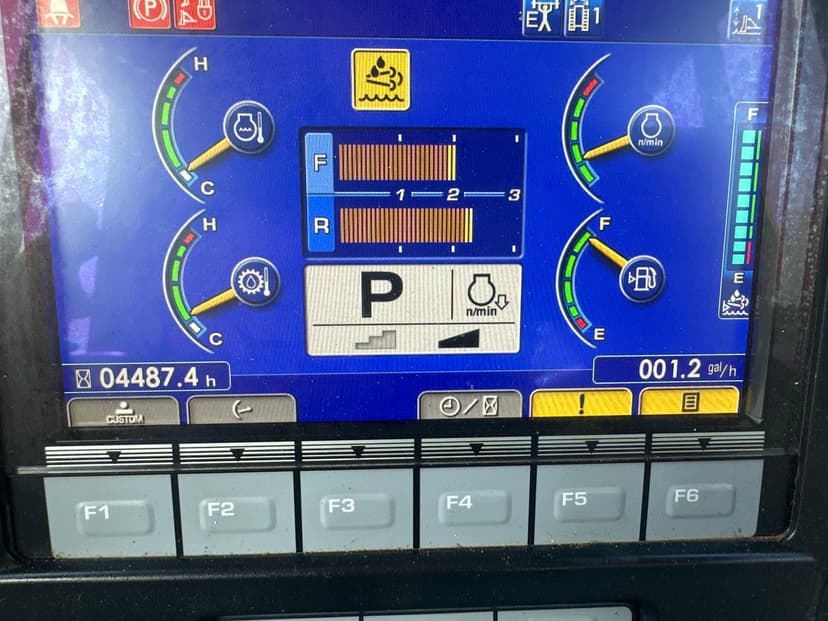 P
E 1 1
H
C
n/min
F
F
1 2 3
R
H
C
P
n/min
F
E
E
04487.4 h
001.2 gal/h
CUSTOM
!
F1 F2 F3 F4 F5 F6